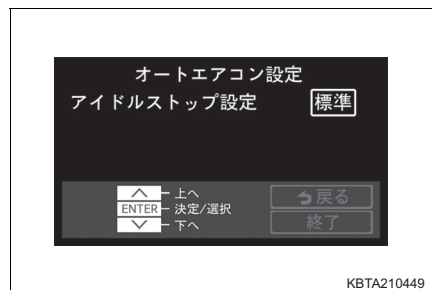 オートエアコン設定
アイドルストップ設定 標準
上へ
ENTER 決定/選択
下へ
戻る
終了
KBTA210449